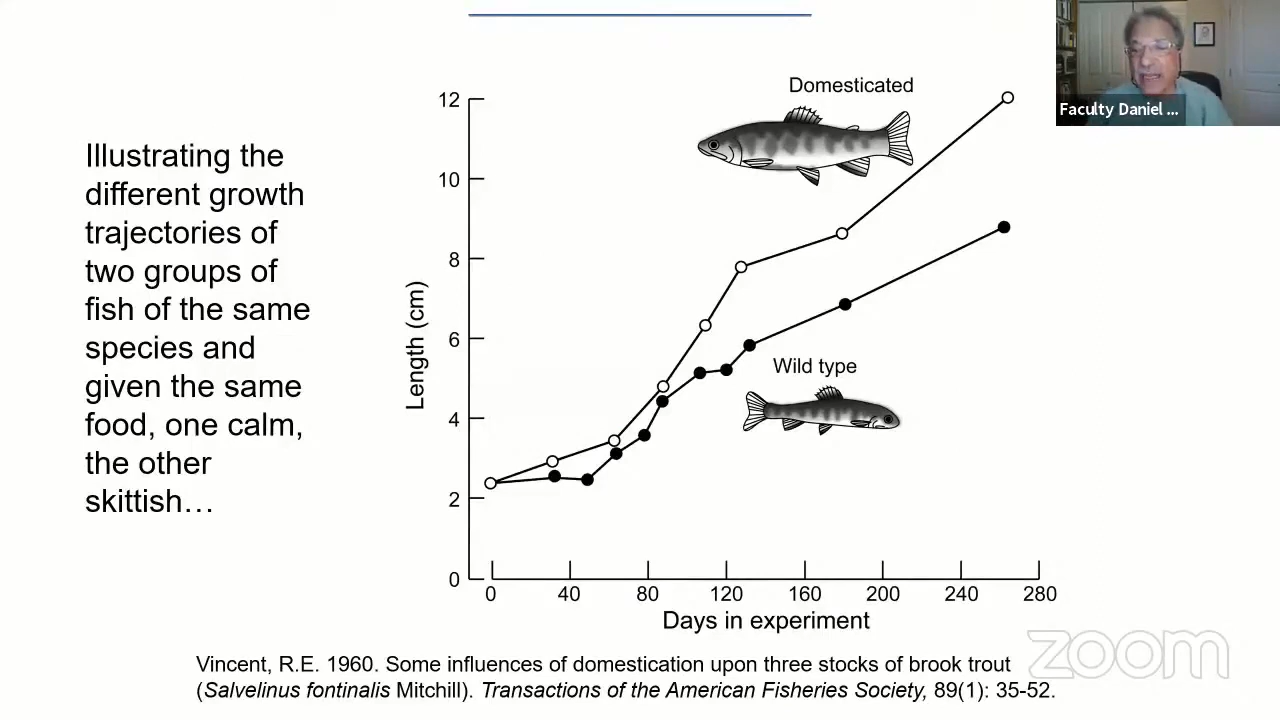 Illustrating the
different growth
trajectories of
two groups of
fish of the same
species and
given the same
food, one calm,
the other
skittish…
Domesticated
Wild type
Length (cm)
12
10
8
6
4
2
0
0 40 80 120 160 200 240 280
Days in experiment
Vincent, R.E. 1960. Some influences of domestication upon three stocks of brook trout
(Salvelinus fontinalis Mitchill). Transactions of the American Fisheries Society, 89(1): 35-52.
Faculty Daniel ...
zoom